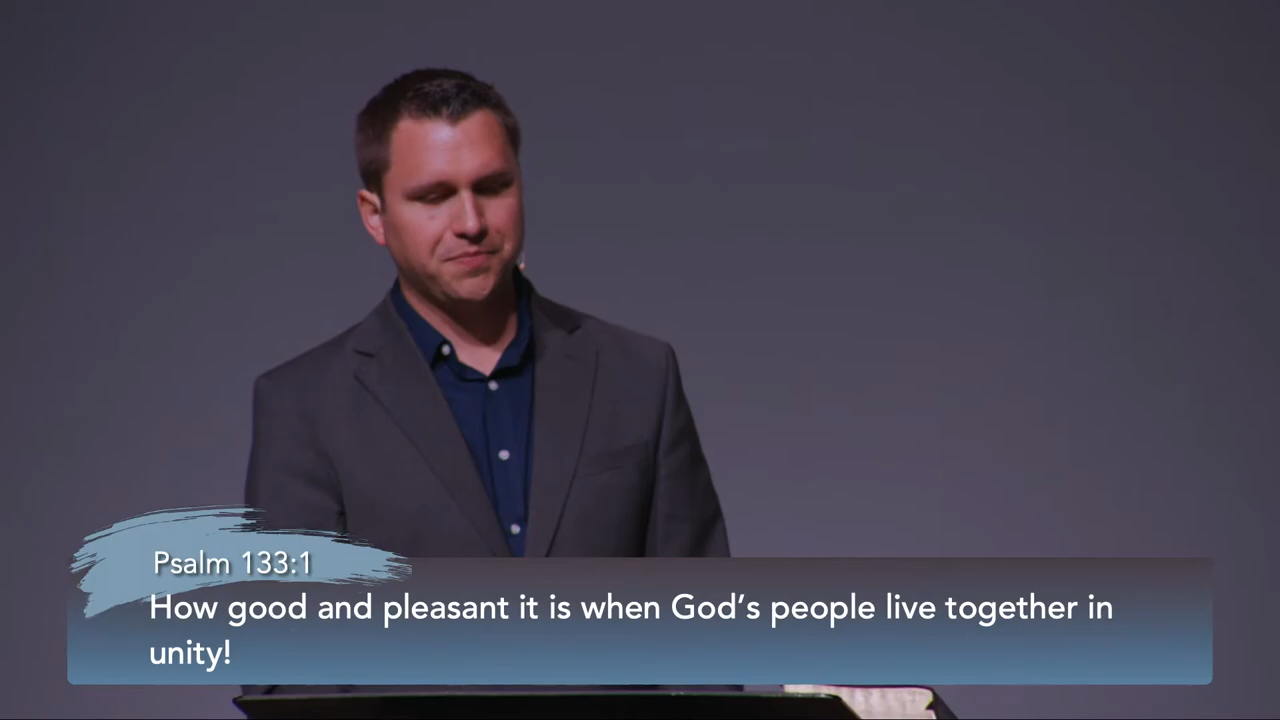 Psalm 133:1
How good and pleasant it is when God’s people live together in
unity!